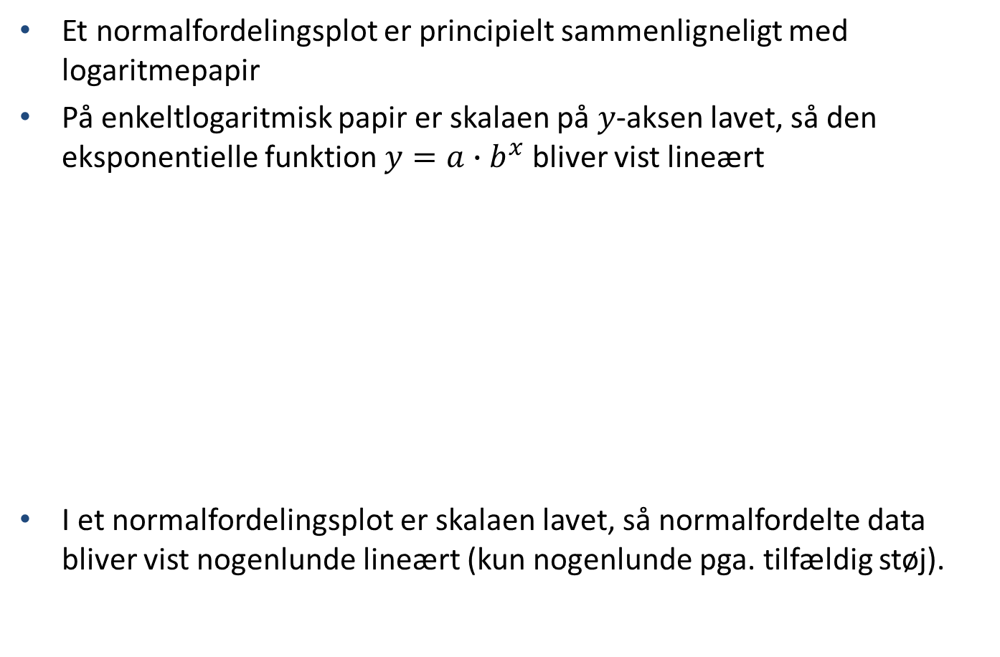 • Et normalfordelingsplot er principielt sammenligneligt med
logaritmepapir
• På enkeltlogaritmisk papir er skalaen på y-aksen lavet, så den
eksponentielle funktion y = a · bˣ bliver vist lineært
• I et normalfordelingsplot er skalaen lavet, så normalfordelte data
bliver vist nogenlunde lineært (kun nogenlunde pga. tilfældig støj).